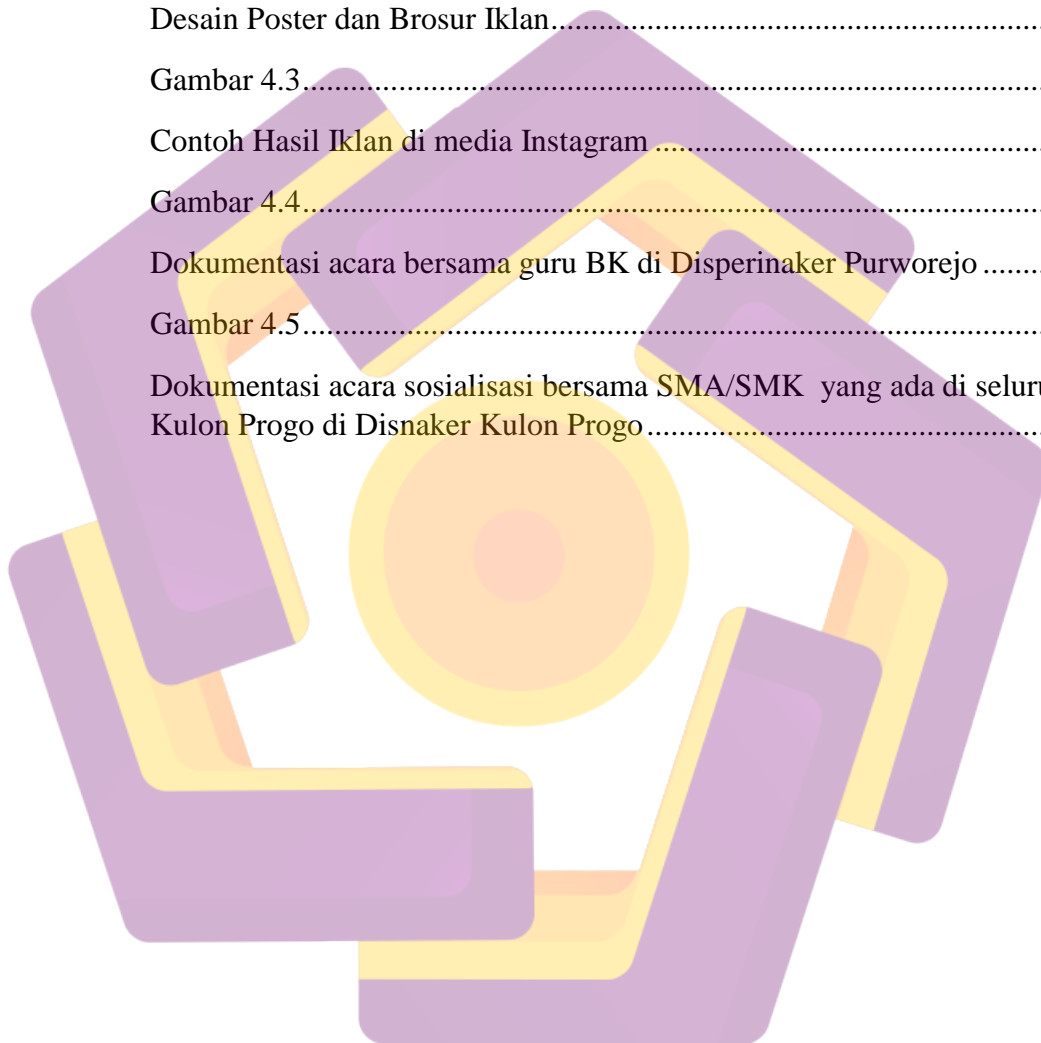 Desain Poster dan Brosur Iklan................................................................
Gambar 4.3..............................................................................................
Contoh Hasil Iklan di media Instagram ..................................................
Gambar 4.4..............................................................................................
Dokumentasi acara bersama guru BK di Disperinaker Purworejo ........
Gambar 4.5..............................................................................................
Dokumentasi acara sosialisasi bersama SMA/SMK  yang ada di seluru
Kulon Progo di Disnaker Kulon Progo...................................................